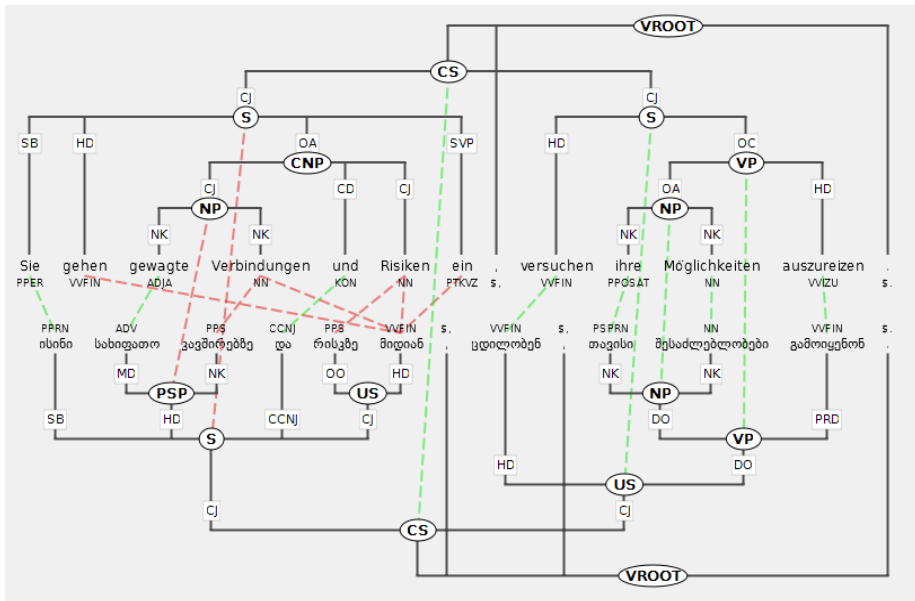 VROOT
CS
CJ CJ
S S
SB HD OA SVP HD OC
CNP VP
CJ CD CJ OA HD
NP NP
NK NK NK NK
Sie gehen gewagte Verbindungen und Risiken ein , versuchen ihre Möglichkeiten auszureizen .
PPER VVFIN ADJA NN KON NN PTKVZ $, VVFIN PPOSAT NN VVIZU $.
PPRN ADV PBS CCNJ PPS VVFIN $, VVFIN $, PSPRN NN VVFIN $.
ისინი სახიფათო კავშირებზე და რისკზე მიდიან , ცდილობენ , თავისი შესაძლებლობები გამოიყენონ .
MD NK OO HD NK NK
PSP US NP
SB HD CCNJ CJ DO PRD
S VP
HD DO
US
CJ CJ
CS
VROOT